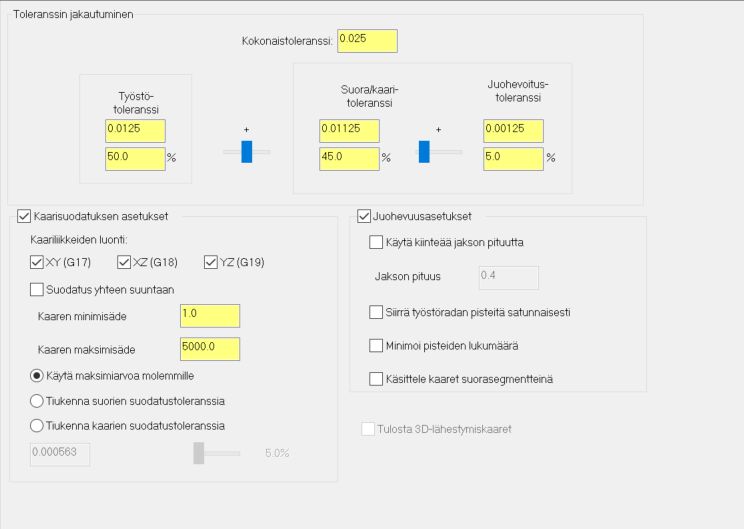 Toleranssin jakautuminen
Kokonaistoleranssi: 0.025
Työstö-
toleranssi
Suora/kaari-
toleranssi
Juohevoitus-
toleranssi
0.0125 + 0.01125 + 0.00125
50.0 % 45.0 % 5.0 %
Kaarisuodatuksen asetukset
Kaariliikkeiden luonti:
XY (G17) XZ (G18) YZ (G19)
Suodatus yhteen suuntaan
Kaaren minimisäde 1.0
Kaaren maksimisäde 5000.0
Käytä maksimiarvoa molemmille
Tiukenna suorien suodatustoleranssia
Tiukenna kaarien suodatustoleranssia
0.000563 5.0%
Juohevuusasetukset
Käytä kiinteää jakson pituutta
Jakson pituus 0.4
Siirrä työstöradan pisteitä satunnaisesti
Minimoi pisteiden lukumäärä
Käsittele kaaret suorasegmentteinä
Tulosta 3D-lähestymiskaaret